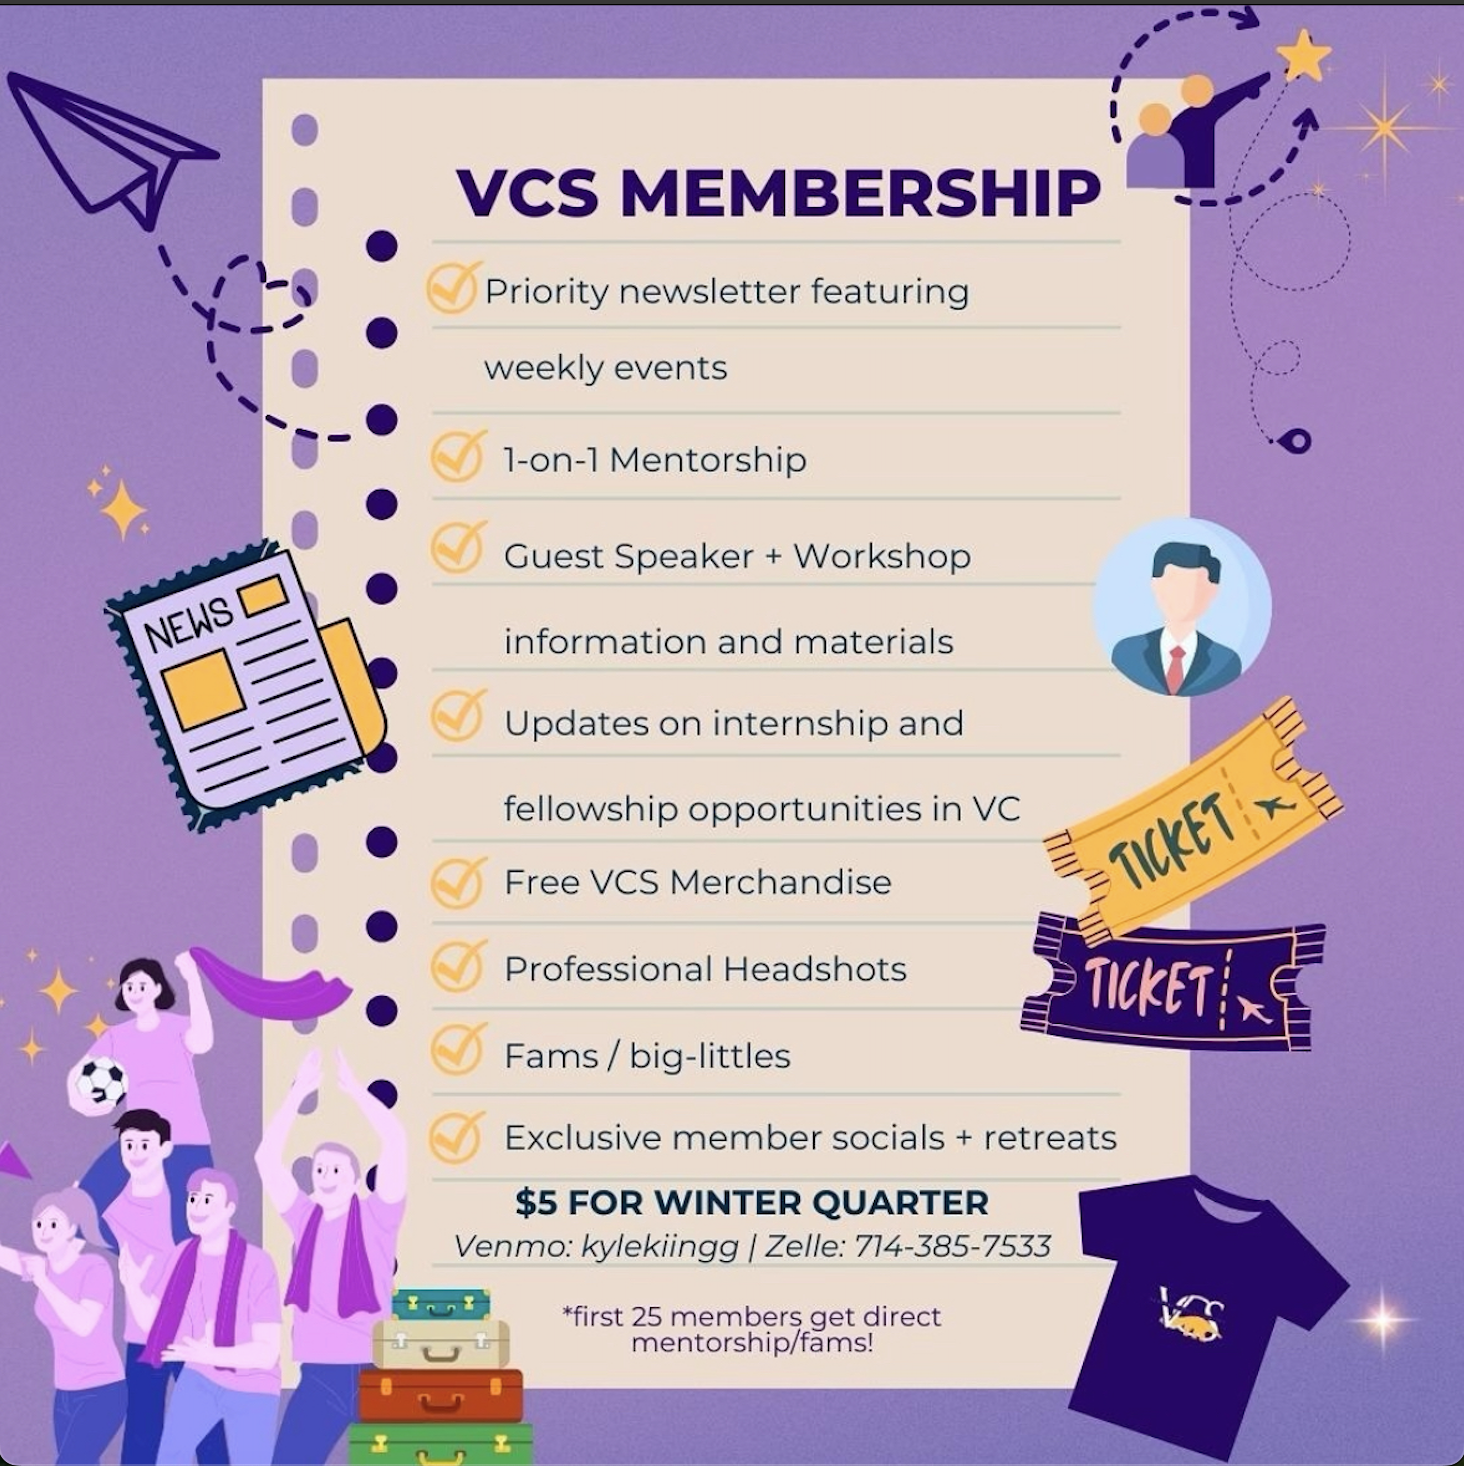 VCS MEMBERSHIP
Priority newsletter featuring
weekly events
1-on-1 Mentorship
Guest Speaker + Workshop
information and materials
Updates on internship and
fellowship opportunities in VC
Free VCS Merchandise
Professional Headshots
Fams / big-littles
Exclusive member socials + retreats
$5 FOR WINTER QUARTER
Venmo: kylekiingg | Zelle: 714-385-7533
*first 25 members get direct
mentorship/fams!
NEWS
TICKET
TICKET
VCS